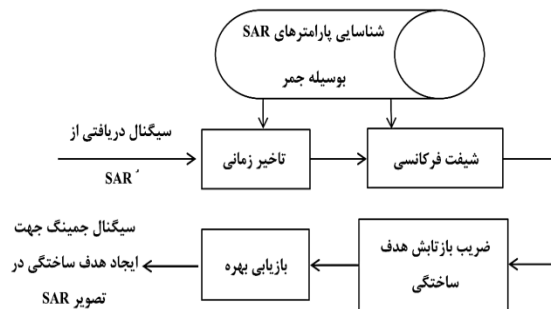 شناسایی پارامترهای SAR
بوسیله جمر
سیگنال دریافتی از
SAR
تاخیر زمانی
شیفت فرکانسی
ضریب بازتابش هدف
ساختگی
بازیابی بهره
سیگنال جمینگ جهت
ایجاد هدف ساختگی در
تصویر SAR